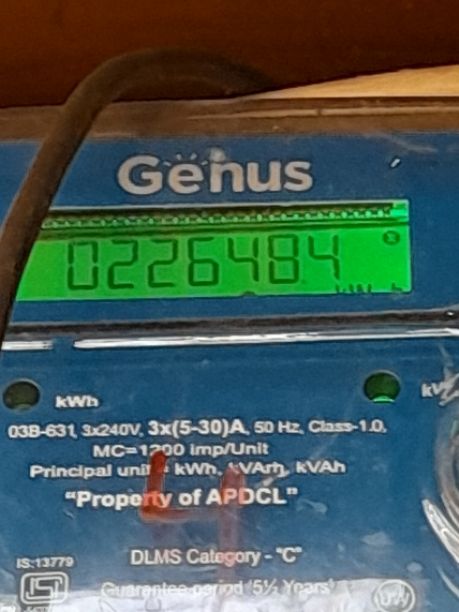 Genus
0226484
kWh
03B-631, 3x240V, 3x(5-30)A, 50 Hz, Class-1.0,
MC=1200 imp/Unit
Principal unit kWh, kVArh, kVAh
"Property of APDCL"
L1
IS:13779
DLMS Category - "C"
Guarantee period '5½ Years'